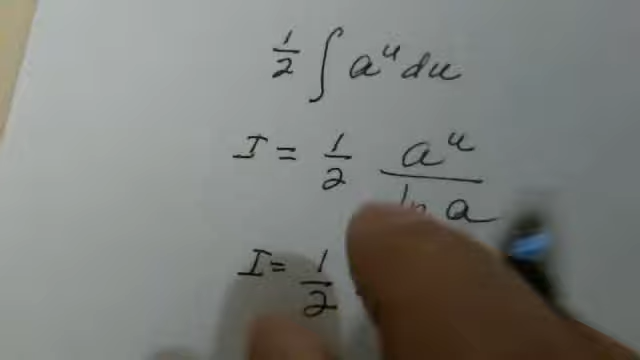 1/2 ∫ a^u du
I = 1/2 a^u / ln a
I = 1/2